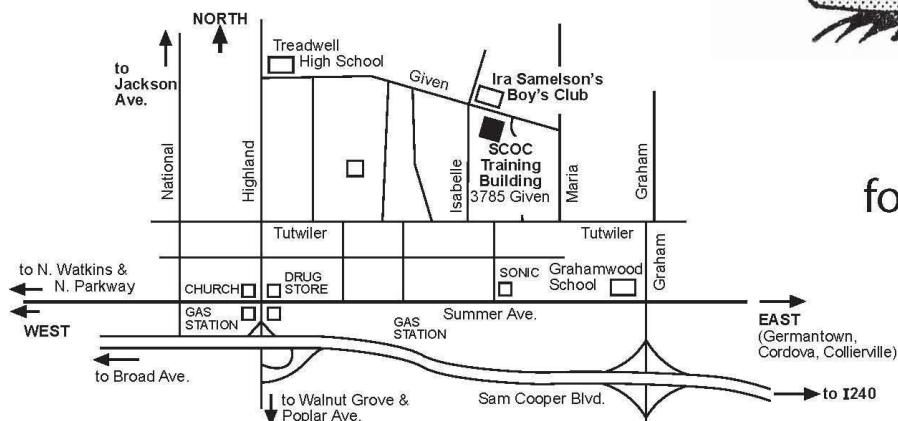 NORTH
to
Jackson
Ave.
Treadwell
High School
Given
Ira Samelson's
Boy's Club
SCOC
Training
Building
3785 Given
National
Highland
Isabelle
Maria
Graham
fo
Tutwiler
Tutwiler
Graham
to N. Watkins &
N. Parkway
CHURCH
DRUG
STORE
SONIC
Grahamwood
School
WEST
GAS
STATION
GAS
STATION
Summer Ave.
EAST
(Germantown,
Cordova, Collierville)
to Broad Ave.
to Walnut Grove &
Poplar Ave.
Sam Cooper Blvd.
to I240